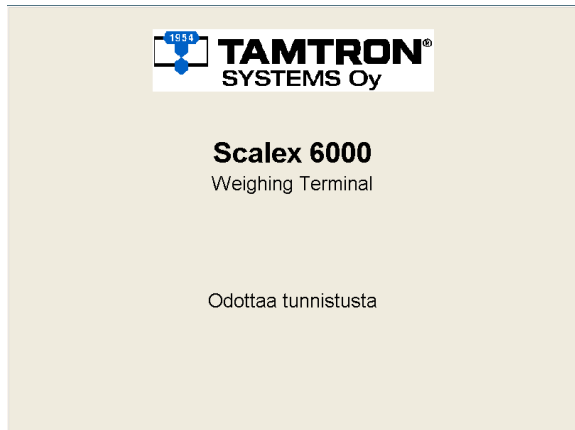 1954
TAMTRON®
SYSTEMS Oy
Scalex 6000
Weighing Terminal
Odottaa tunnistusta